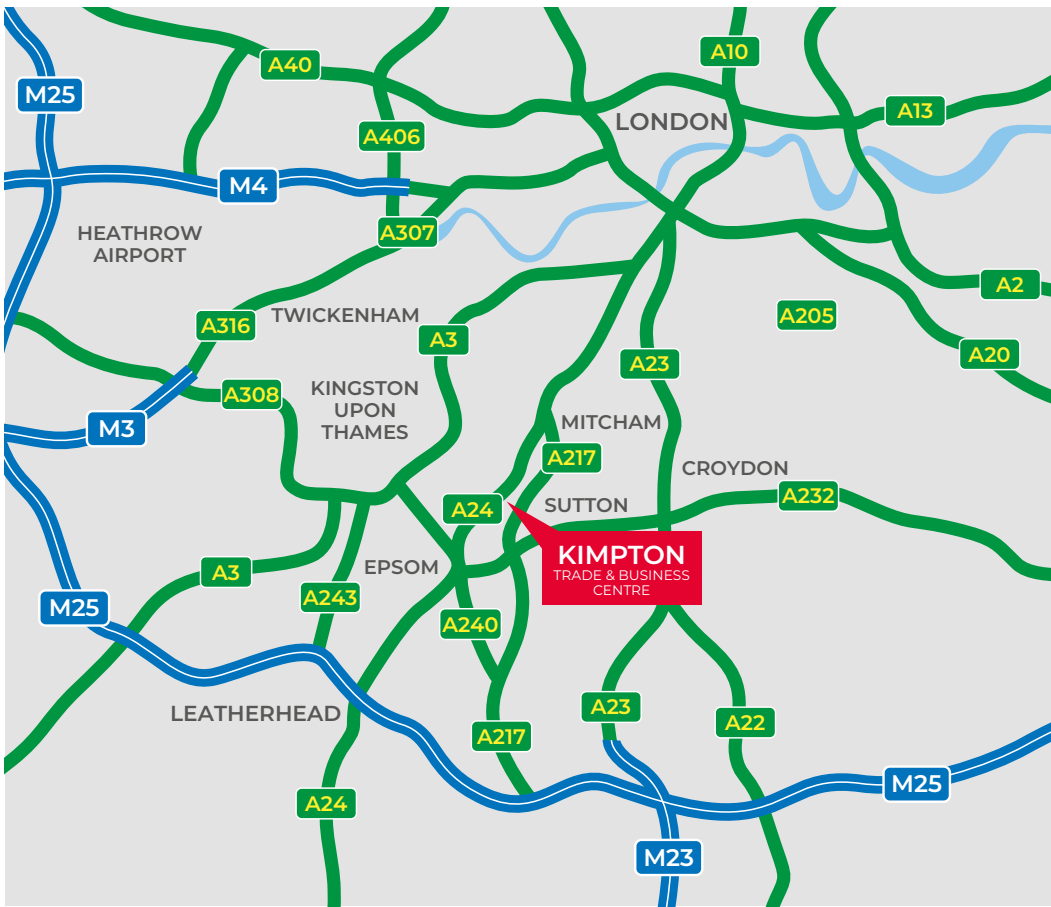 A10
A40
M25
A13
LONDON
A406
M4
HEATHROW
AIRPORT
A307
A2
TWICKENHAM
A316
A205
A3
A20
A23
KINGSTON
UPON
THAMES
A308
M3
MITCHAM
A217
CROYDON
A232
A24
SUTTON
KIMPTON
TRADE & BUSINESS
CENTRE
EPSOM
A3
A243
M25
A240
LEATHERHEAD
A23
A22
A217
M25
A24
M23